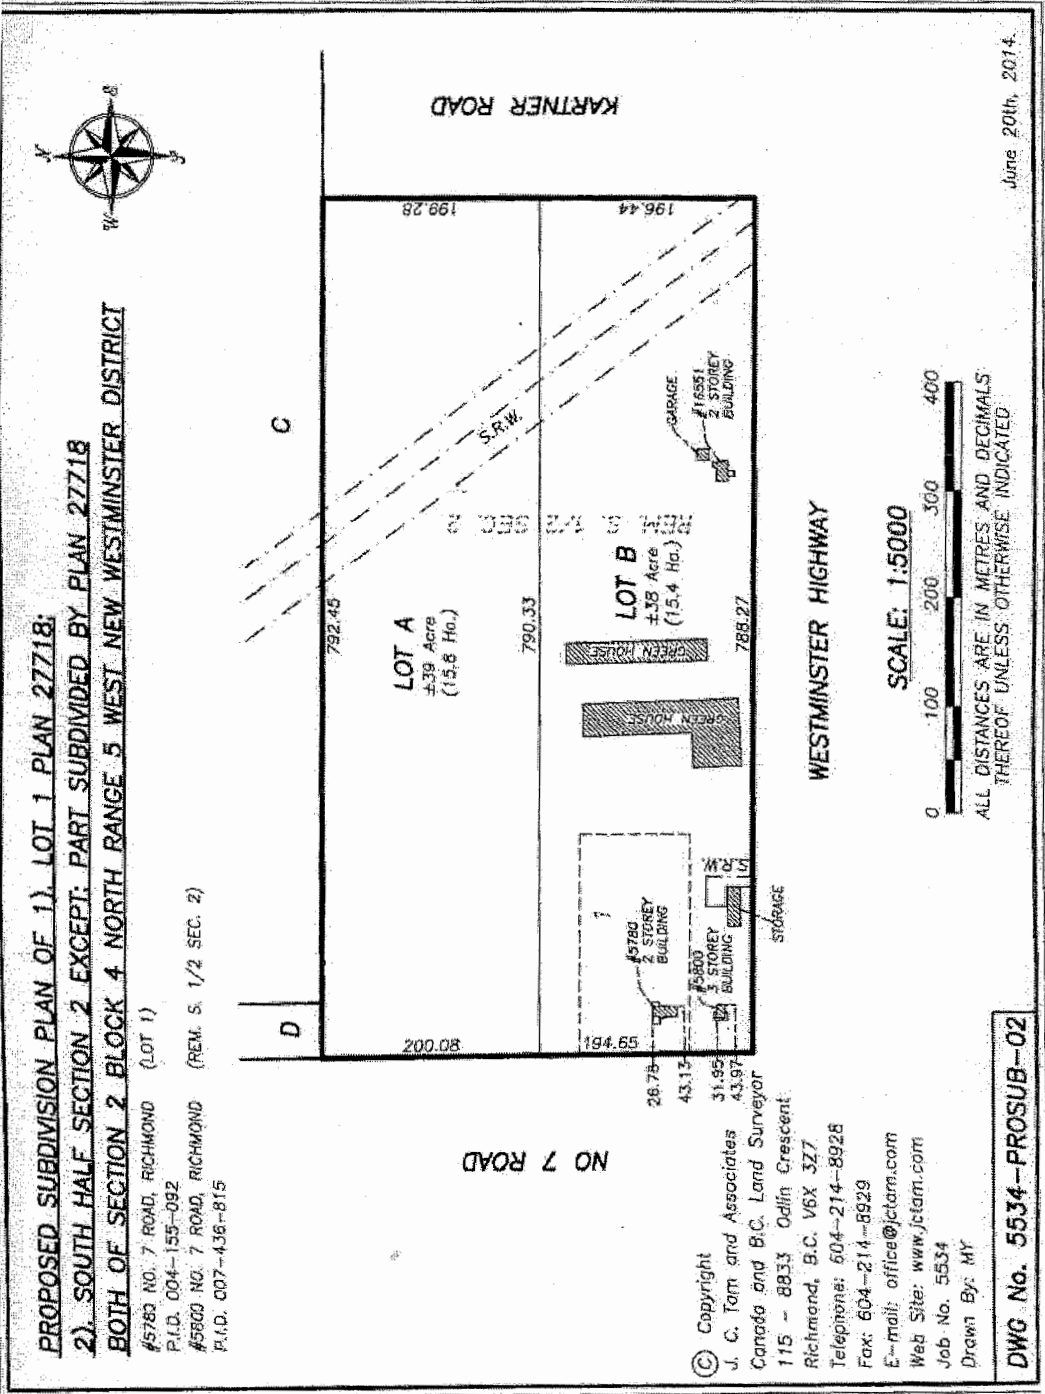 PROPOSED SUBDIVISION PLAN OF 1). LOT 1 PLAN 27718;
2). SOUTH HALF SECTION 2 EXCEPT: PART SUBDIVIDED BY PLAN 27718
BOTH OF SECTION 2 BLOCK 4 NORTH RANGE 5 WEST NEW WESTMINSTER DISTRICT
#5780 NO. 7 ROAD, RICHMOND (LOT 1)
P.I.D. 004-155-092
#5800 NO. 7 ROAD, RICHMOND (REM. S. 1/2 SEC. 2)
P.I.D. 007-436-815
N
E
S
W
D
C
KARTNER ROAD
NO 7 ROAD
792.45
200.08
199.28
LOT A
±39 Acre
(15.8 Ha.)
S.R.W.
REM. S. 1/2 SEC. 2
790.33
194.65
196.44
LOT B
±38 Acre
(15.4 Ha.)
1
#5780
2 STOREY
BUILDING
#5800
3 STOREY
BUILDING
S.R.W.
STORAGE
GREEN HOUSE
GREEN HOUSE
GARAGE
#16551
2 STOREY
BUILDING
26.78
43.13
31.95
43.97
788.27
WESTMINSTER HIGHWAY
SCALE: 1:5000
0 100 200 300 400
ALL DISTANCES ARE IN METRES AND DECIMALS
THEREOF UNLESS OTHERWISE INDICATED
© Copyright
J. C. Tam and Associates
Canada and B.C. Land Surveyor
115 - 8833 Odlin Crescent
Richmond, B.C. V6X 3Z7
Telephone: 604-214-8928
Fax: 604-214-8929
E-mail: office@jctam.com
Web Site: www.jctam.com
Job No. 5534
Drawn By: MY
DWG No. 5534-PROSUB-02
June 20th, 2014.